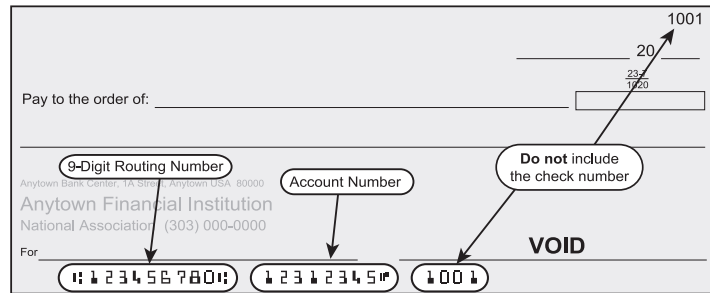 1001
20
23-7
1020
Pay to the order of:
9-Digit Routing Number
Account Number
Do not include
the check number
Anytown Bank Center, 1A Street, Anytown USA 80000
Anytown Financial Institution
National Association (303) 000-0000
For
VOID
⑆123456780⑆ 12312345⑈ 1001